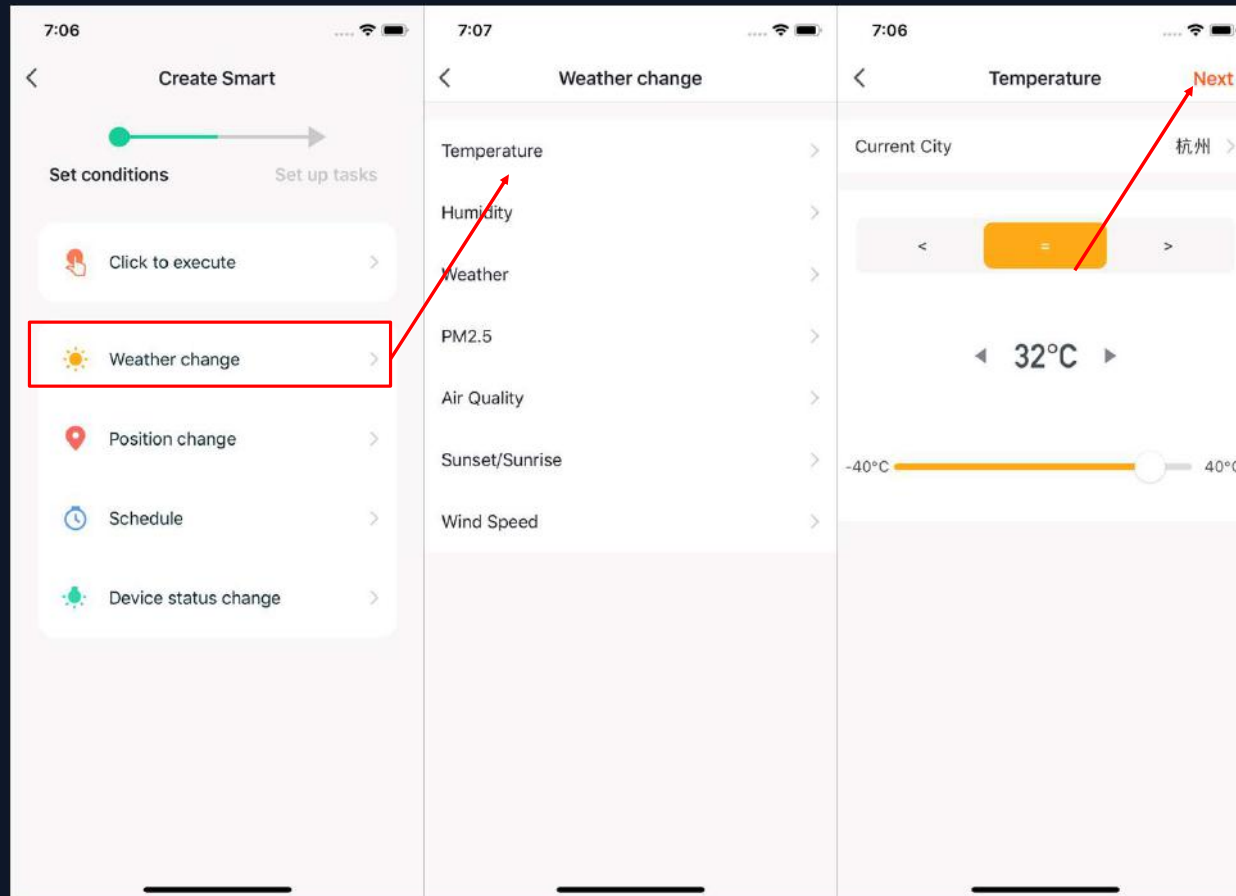 7:06
Create Smart
Set conditions
Set up tasks
Click to execute
Weather change
Position change
Schedule
Device status change
7:07
Weather change
Temperature
Humidity
Weather
PM2.5
Air Quality
Sunset/Sunrise
Wind Speed
7:06
Temperature
Next
Current City
杭州
< = >
32°C
-40°C
40°C